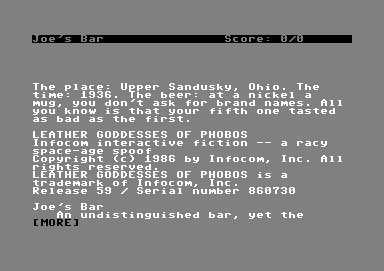 Joe's Bar Score: 0/0
The place: Upper Sandusky, Ohio. The
time: 1936. The beer: at a nickel a
mug, you don't ask for brand names. All
you know is that your fifth one tasted
as bad as the first.
LEATHER GODDESSES OF PHOBOS
Infocom interactive fiction -- a racy
space-age spoof
Copyright (c) 1986 by Infocom, Inc. All
rights reserved.
LEATHER GODDESSES OF PHOBOS is a
trademark of Infocom, Inc.
Release 59 / Serial number 860730
Joe's Bar
An undistinguished bar, yet the
[MORE]